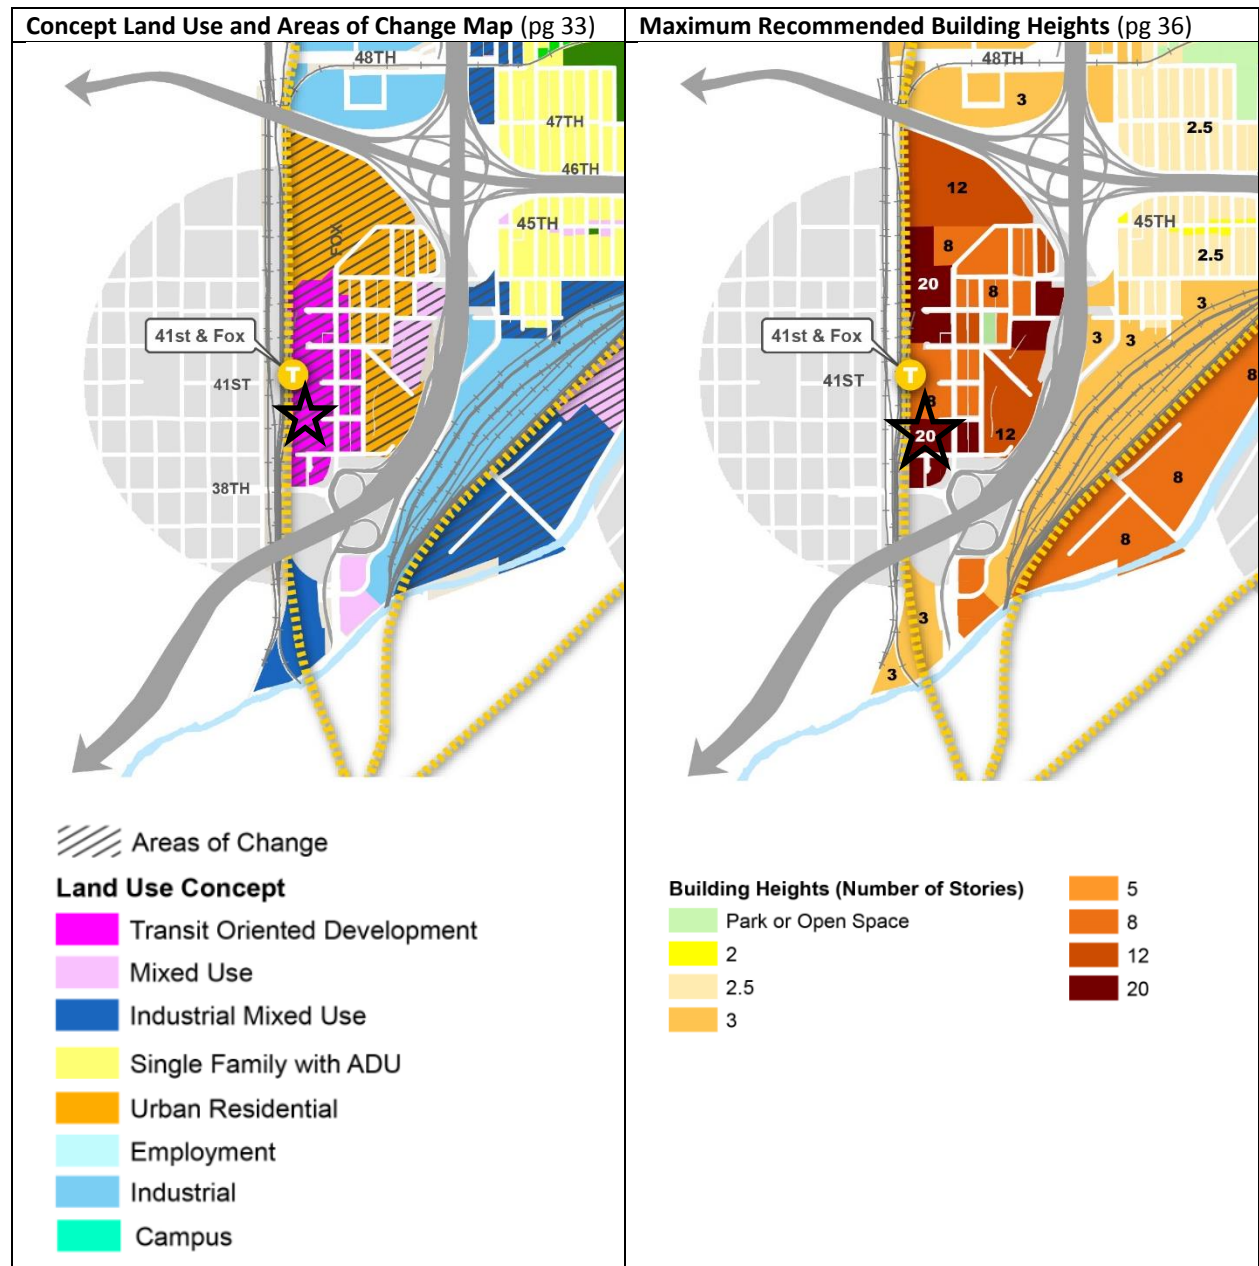 Concept Land Use and Areas of Change Map (pg 33)
48TH
47TH
46TH
45TH
FOX
41st & Fox
T
41ST
38TH
Areas of Change
Land Use Concept
Transit Oriented Development
Mixed Use
Industrial Mixed Use
Single Family with ADU
Urban Residential
Employment
Industrial
Campus
Maximum Recommended Building Heights (pg 36)
48TH
3
2.5
12
45TH
8
2.5
20
8
3
3
3
41st & Fox
T
41ST
8
8
20
12
8
8
3
3
Building Heights (Number of Stories)
Park or Open Space
2
2.5
3
5
8
12
20